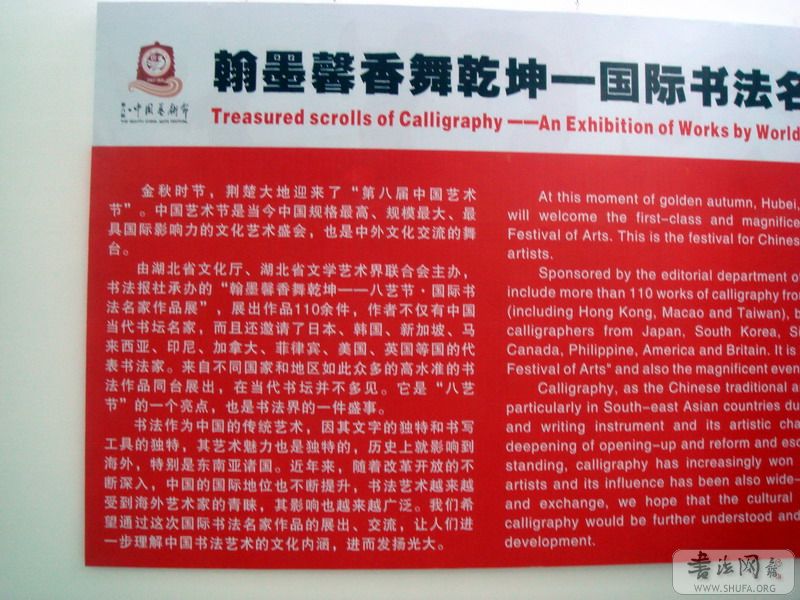 翰墨馨香舞乾坤—国际书法名
Treasured scrolls of Calligraphy ——An Exhibition of Works by World
中国艺术节
金秋时节，荆楚大地迎来了“第八届中国艺术
节”。中国艺术节是当今中国规格最高、规模最大、最
具国际影响力的文化艺术盛会，也是中外文化交流的舞
台。
由湖北省文化厅、湖北省文学艺术界联合会主办，
书法报社承办的“翰墨馨香舞乾坤——八艺节·国际书
法名家作品展”，展出作品110余件，作者不仅有中国
当代书坛名家，而且还邀请了日本、韩国、新加坡、马
来西亚、印尼、加拿大、菲律宾、美国、英国等国的代
表书法家。来自不同国家和地区如此众多的高水准的书
法作品同台展出，在当代书坛并不多见。它是“八艺
节”的一个亮点，也是书法界的一件盛事。
书法作为中国的传统艺术，因其文字的独特和书写
工具的独特，其艺术魅力也是独特的，历史上就影响到
海外，特别是东南亚诸国。近年来，随着改革开放的不
断深入，中国的国际地位也不断提升，书法艺术越来越
受到海外艺术家的青睐，其影响也越来越广泛。我们希
望通过这次国际书法名家作品的展出、交流，让人们进
一步理解中国书法艺术的文化内涵，进而发扬光大。
At this moment of golden autumn, Hubei,
will welcome the first-class and magnifice
Festival of Arts. This is the festival for Chines
artists.
Sponsored by the editorial department of
include more than 110 works of calligraphy fro
(including Hong Kong, Macao and Taiwan), b
calligraphers from Japan, South Korea, S
Canada, Philippine, America and Britain. It is
Festival of Arts" and also the magnificent even
Calligraphy, as the Chinese traditional a
particularly in South-east Asian countries du
and writing instrument and its artistic cha
deepening of opening-up and reform and esc
standing, calligraphy has increasingly won
artists and its influence has been also wide-
and exchange, we hope that the cultural
calligraphy would be further understood and
development.
书法网
WWW.SHUFA.ORG